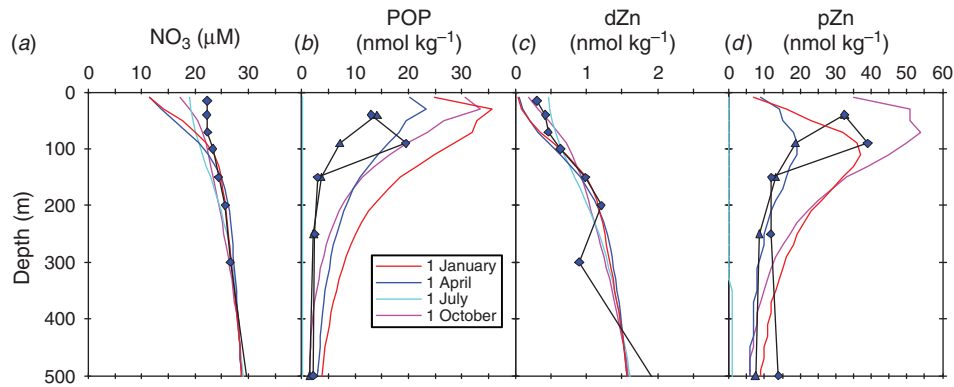 (a) NO3 (μM)
0 10 20 30
(b) POP (nmol kg–1)
0 10 20 30
(c) dZn (nmol kg–1)
0 1 2
(d) pZn (nmol kg–1)
0 10 20 30 40 50 60
Depth (m)
0
100
200
300
400
500
1 January
1 April
1 July
1 October